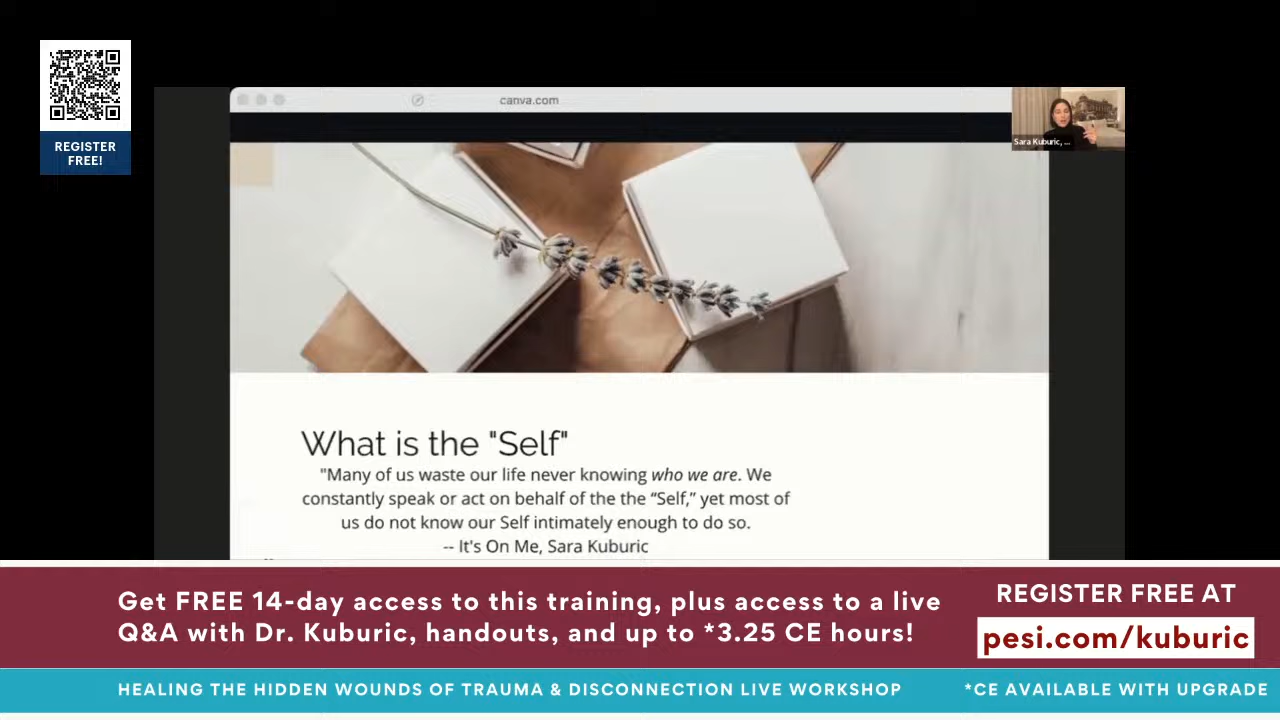 REGISTER
FREE!
canva.com
Sara Kuburic, ...
What is the "Self"
"Many of us waste our life never knowing who we are. We
constantly speak or act on behalf of the the “Self,” yet most of
us do not know our Self intimately enough to do so.
-- It's On Me, Sara Kuburic
Get FREE 14-day access to this training, plus access to a live
Q&A with Dr. Kuburic, handouts, and up to *3.25 CE hours!
REGISTER FREE AT
pesi.com/kuburic
HEALING THE HIDDEN WOUNDS OF TRAUMA & DISCONNECTION LIVE WORKSHOP
*CE AVAILABLE WITH UPGRADE